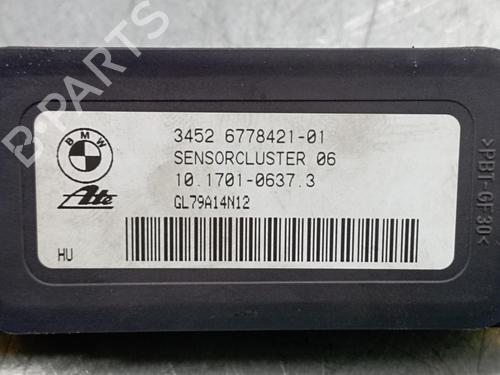 B-PARTS
BMW
3452 6778421-01
SENSORCLUSTER 06
10.1701-0637.3
Ate
GL79A14N12
HU
>PBT-GF30<